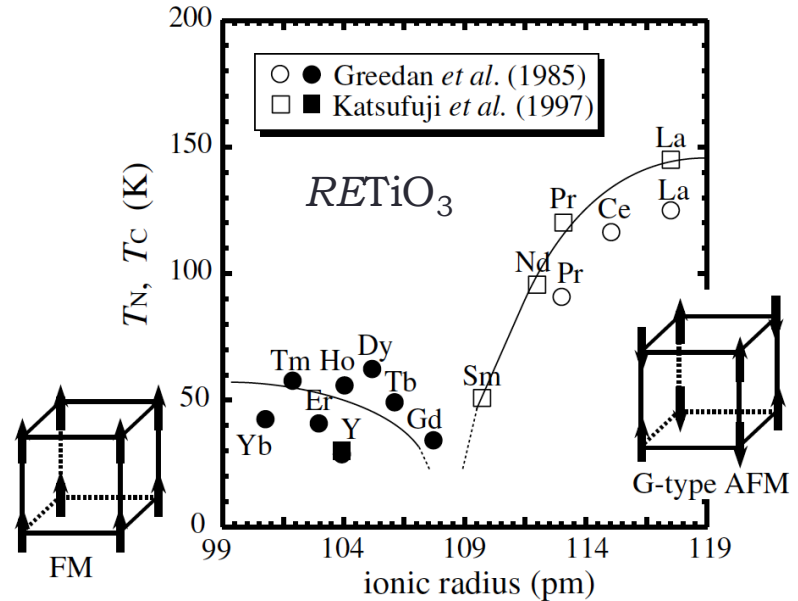 200
150
100
50
0
T_N, T_C (K)
Greedan et al. (1985)
Katsufuji et al. (1997)
RETiO₃
La
La
Pr
Ce
Nd
Pr
Sm
Dy
Tm
Ho
Tb
Er
Y
Gd
Yb
FM
G-type AFM
99
104
109
114
119
ionic radius (pm)